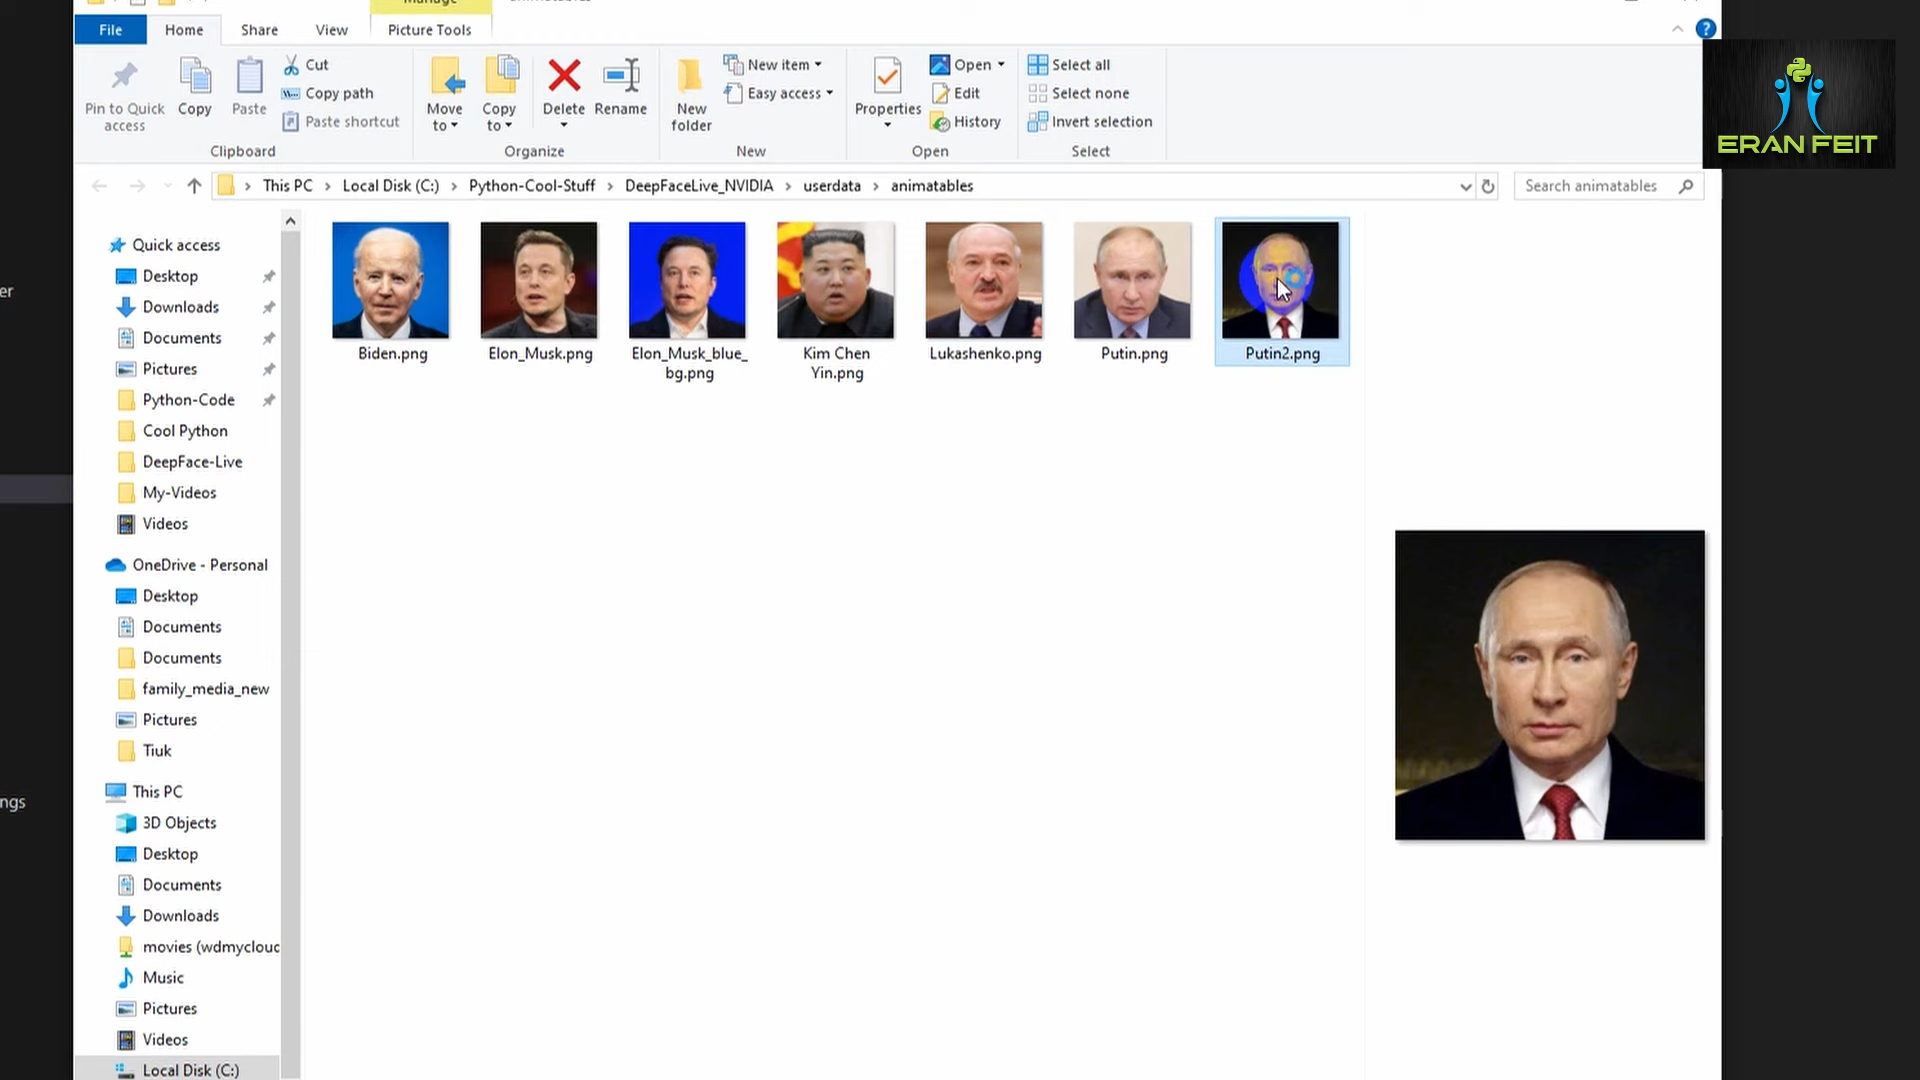 File
Home
Share
View
Picture Tools
Pin to Quick
access
Copy
Paste
Cut
Copy path
Paste shortcut
Clipboard
Move
to
Copy
to
Delete
Rename
Organize
New
folder
New item
Easy access
New
Properties
Open
Edit
History
Open
Select all
Select none
Invert selection
Select
?
ERAN FEIT
This PC > Local Disk (C:) > Python-Cool-Stuff > DeepFaceLive_NVIDIA > userdata > animatables
Search animatables
Quick access
Desktop
Downloads
Documents
Pictures
Python-Code
Cool Python
DeepFace-Live
My-Videos
Videos
OneDrive - Personal
Desktop
Documents
Documents
family_media_new
Pictures
Tiuk
This PC
3D Objects
Desktop
Documents
Downloads
movies (wdmycloud
Music
Pictures
Videos
Local Disk (C:)
Biden.png
Elon_Musk.png
Elon_Musk_blue_
bg.png
Kim Chen
Yin.png
Lukashenko.png
Putin.png
Putin2.png
er
ngs